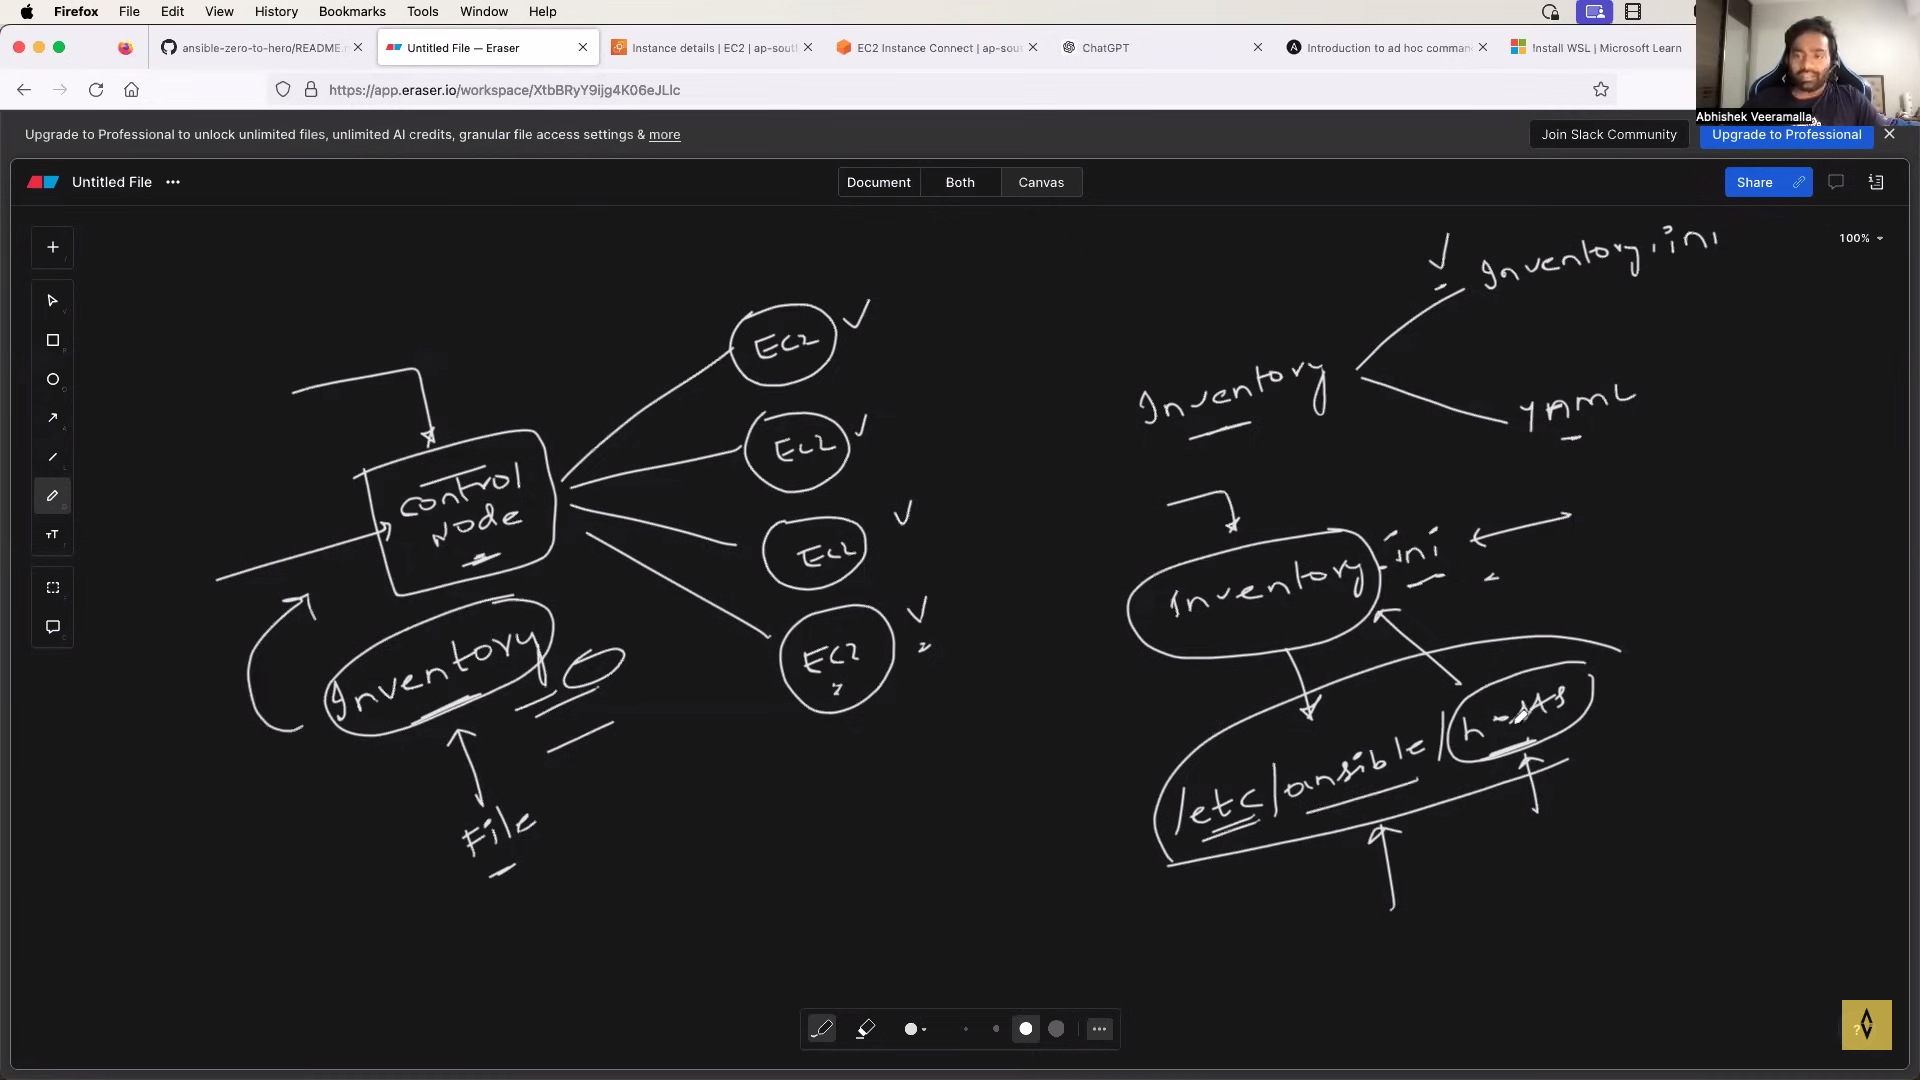 Firefox File Edit View History Bookmarks Tools Window Help
ansible-zero-to-hero/README.m
Untitled File — Eraser
Instance details | EC2 | ap-sout
EC2 Instance Connect | ap-sou
ChatGPT
Introduction to ad hoc comman
Install WSL | Microsoft Learn
https://app.eraser.io/workspace/XtbBRyY9ijg4K06eJLlc
Abhishek Veeramalla
Upgrade to Professional to unlock unlimited files, unlimited AI credits, granular file access settings & more
Join Slack Community
Upgrade to Professional
Untitled File
Document Both Canvas
Share
100%
EC2
EC2
EC2
EC2
control
Node
Inventory
File
Inventory.ini
Inventory
YAML
Inventory.ini
/etc/ansible/hosts